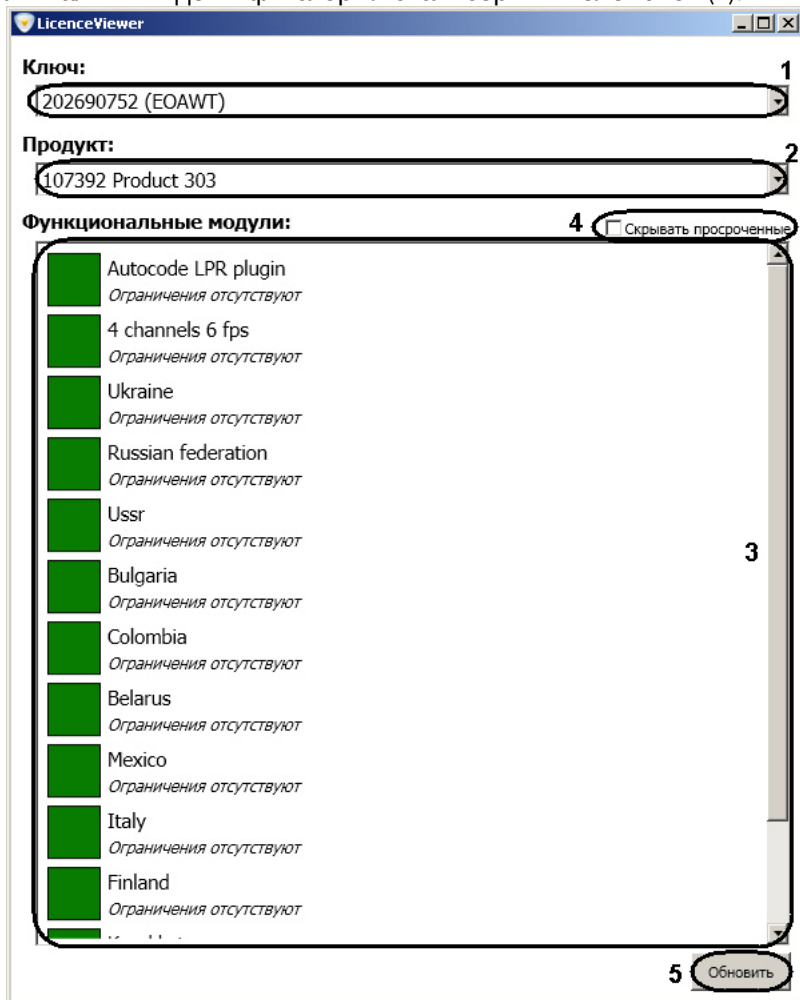 LicenceViewer
Ключ: 1
202690752 (EOAWT)
Продукт: 2
107392 Product 303
Функциональные модули: 4 Скрывать просроченные
Autocode LPR plugin
Ограничения отсутствуют
4 channels 6 fps
Ограничения отсутствуют
Ukraine
Ограничения отсутствуют
Russian federation
Ограничения отсутствуют
Ussr
Ограничения отсутствуют
3
Bulgaria
Ограничения отсутствуют
Colombia
Ограничения отсутствуют
Belarus
Ограничения отсутствуют
Mexico
Ограничения отсутствуют
Italy
Ограничения отсутствуют
Finland
Ограничения отсутствуют
5 Обновить